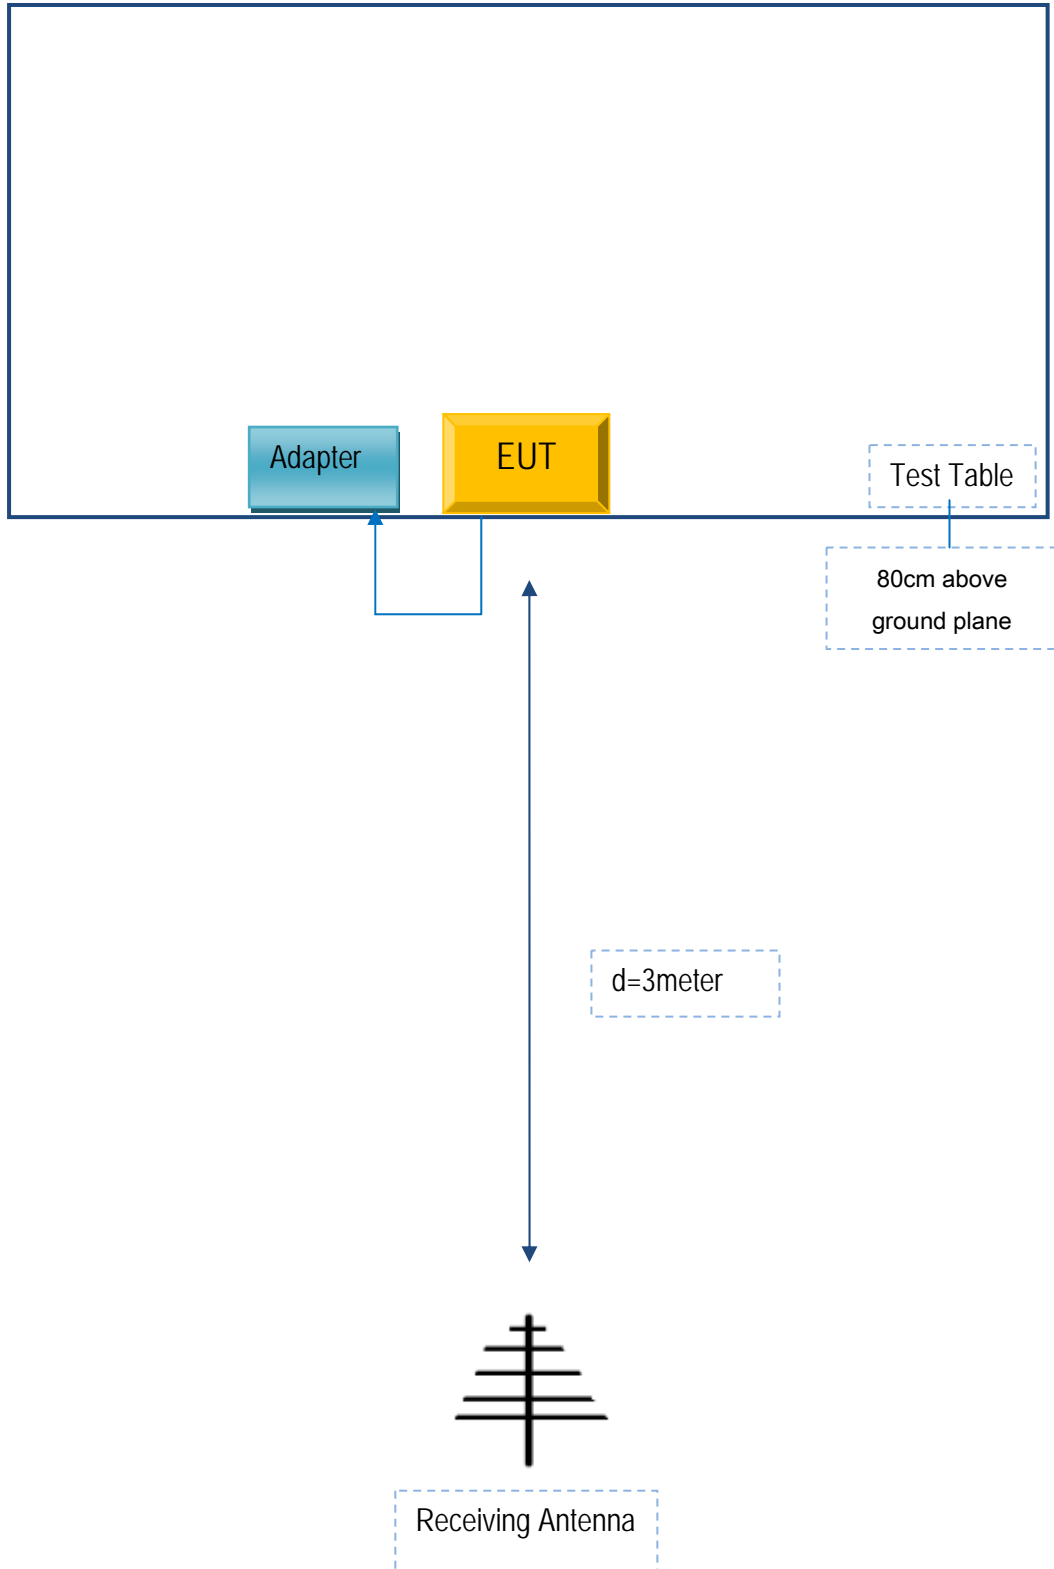 Adapter
EUT
Test Table
80cm above
ground plane
d=3meter
Receiving Antenna